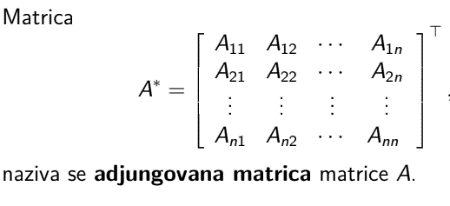 Matrica
A* = [ A₁₁ A₁₂ ⋯ A₁ₙ
A₂₁ A₂₂ ⋯ A₂ₙ
⋮ ⋮ ⋮ ⋮
Aₙ₁ Aₙ₂ ⋯ Aₙₙ ]⊤ ,
naziva se adjungovana matrica matrice A.